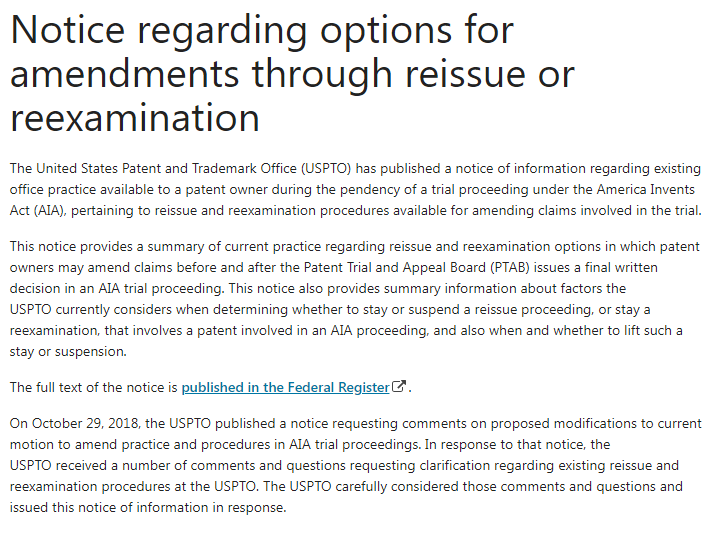 Notice regarding options for
amendments through reissue or
reexamination
The United States Patent and Trademark Office (USPTO) has published a notice of information regarding existing
office practice available to a patent owner during the pendency of a trial proceeding under the America Invents
Act (AIA), pertaining to reissue and reexamination procedures available for amending claims involved in the trial.
This notice provides a summary of current practice regarding reissue and reexamination options in which patent
owners may amend claims before and after the Patent Trial and Appeal Board (PTAB) issues a final written
decision in an AIA trial proceeding. This notice also provides summary information about factors the
USPTO currently considers when determining whether to stay or suspend a reissue proceeding, or stay a
reexamination, that involves a patent involved in an AIA proceeding, and also when and whether to lift such a
stay or suspension.
The full text of the notice is published in the Federal Register.
On October 29, 2018, the USPTO published a notice requesting comments on proposed modifications to current
motion to amend practice and procedures in AIA trial proceedings. In response to that notice, the
USPTO received a number of comments and questions requesting clarification regarding existing reissue and
reexamination procedures at the USPTO. The USPTO carefully considered those comments and questions and
issued this notice of information in response.